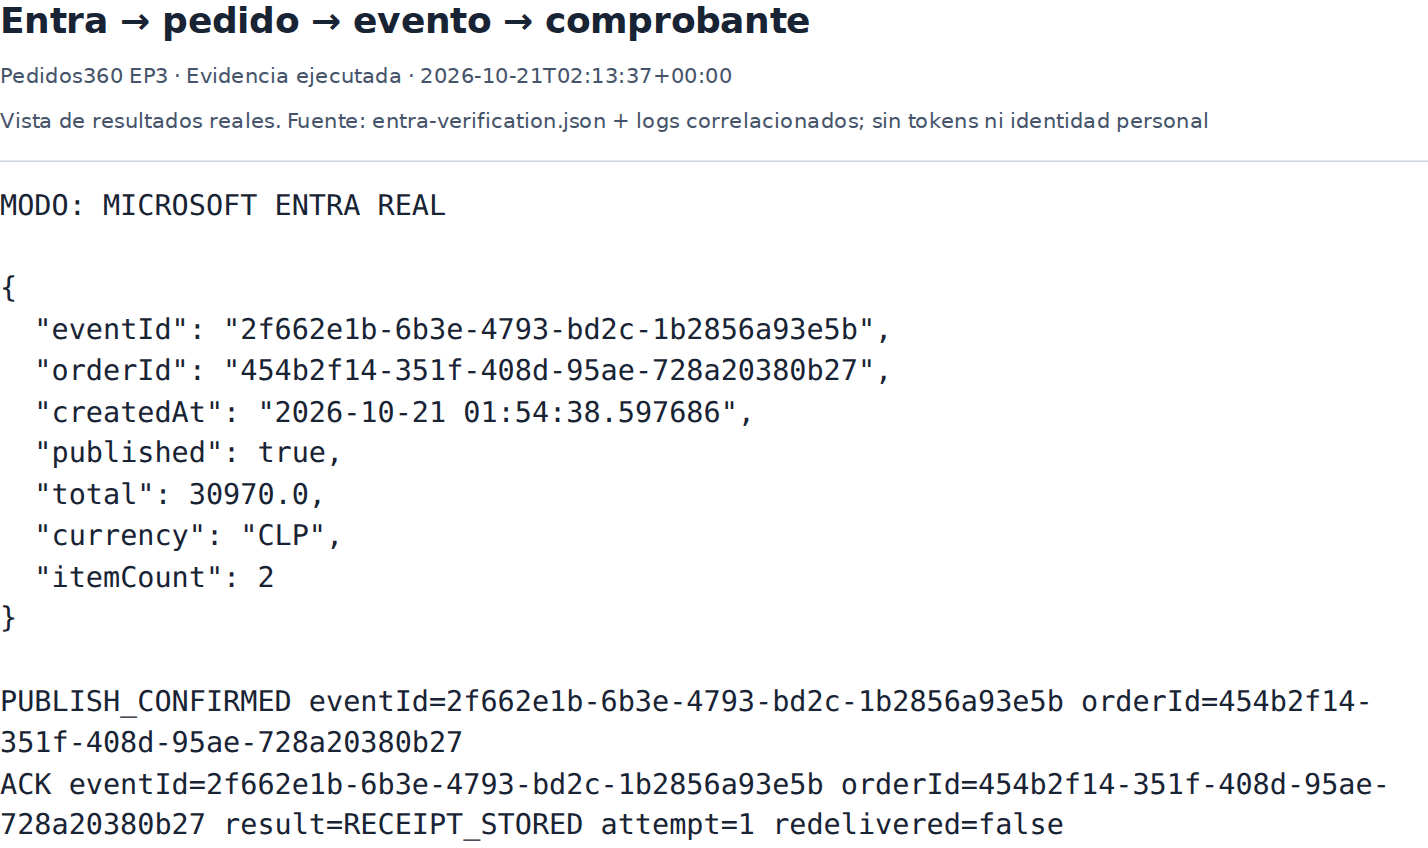 Entra → pedido → evento → comprobante
Pedidos360 EP3 · Evidencia ejecutada · 2026-10-21T02:13:37+00:00
Vista de resultados reales. Fuente: entra-verification.json + logs correlacionados; sin tokens ni identidad personal
MODO: MICROSOFT ENTRA REAL
{
  "eventId": "2f662e1b-6b3e-4793-bd2c-1b2856a93e5b",
  "orderId": "454b2f14-351f-408d-95ae-728a20380b27",
  "createdAt": "2026-10-21 01:54:38.597686",
  "published": true,
  "total": 30970.0,
  "currency": "CLP",
  "itemCount": 2
}
PUBLISH_CONFIRMED eventId=2f662e1b-6b3e-4793-bd2c-1b2856a93e5b orderId=454b2f14-
351f-408d-95ae-728a20380b27
ACK eventId=2f662e1b-6b3e-4793-bd2c-1b2856a93e5b orderId=454b2f14-351f-408d-95ae-
728a20380b27 result=RECEIPT_STORED attempt=1 redelivered=false